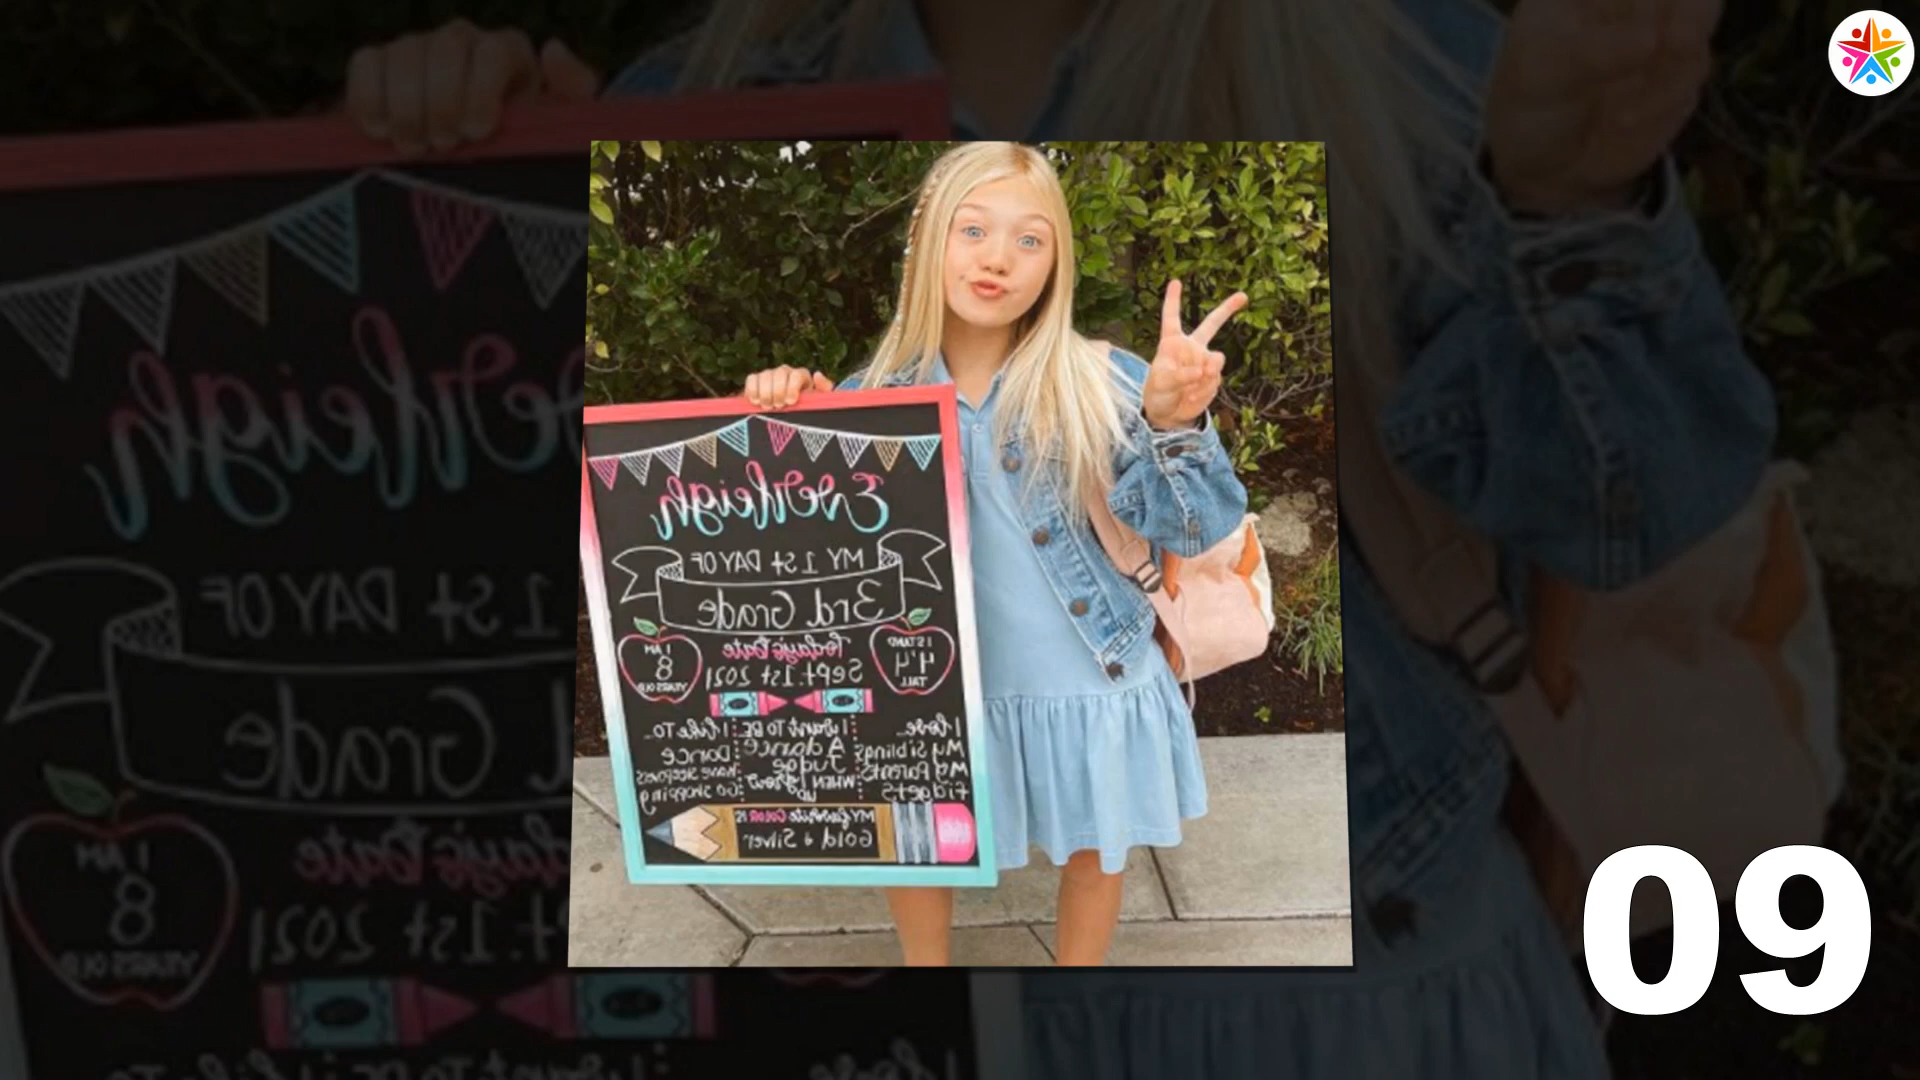 Everleigh
MY 1st DAY OF
3rd Grade
I STAND
4'4
TALL
Today's Date
Sept. 1st 2021
I AM
8
YEARS OLD
I love...
My Siblings
My Parents
Fidgets
I want To BE
A dance
Judge
WHEN I grow
up
I like To...
Dance
Have Sleepovers
Go Shopping
MY favorite COLOR IS
Gold & Silver
09